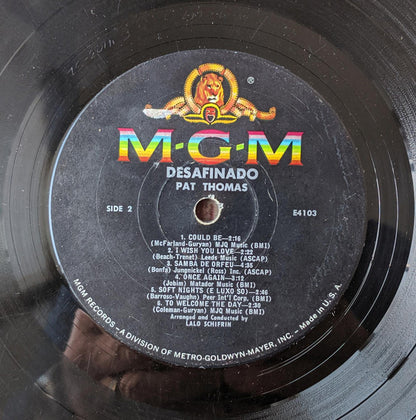 ®
M·G·M
DESAFINADO
PAT THOMAS
SIDE 2
E4103
1. COULD BE—2:16
(McFarland-Guryan) MJQ Music (BMI)
2. I WISH YOU LOVE—2:23
(Beach-Trenet) Leeds Music (ASCAP)
3. SAMBA DE ORFEU—4:35
(Bonfa) Jungnickel (Ross) Inc. (ASCAP)
4. ONCE AGAIN—3:12
(Jobim) Matador Music (BMI)
5. SOFT NIGHTS (E LUXO SO)—2:46
(Barroso-Vaughn) Peer Int'l Corp. (BMI)
6. TO WELCOME THE DAY—2:30
(Coleman-Guryan) MJQ Music (BMI)
Arranged and Conducted by
LALO SCHIFRIN
MGM RECORDS – A DIVISION OF METRO-GOLDWYN-MAYER, INC. – Made in U.S.A.